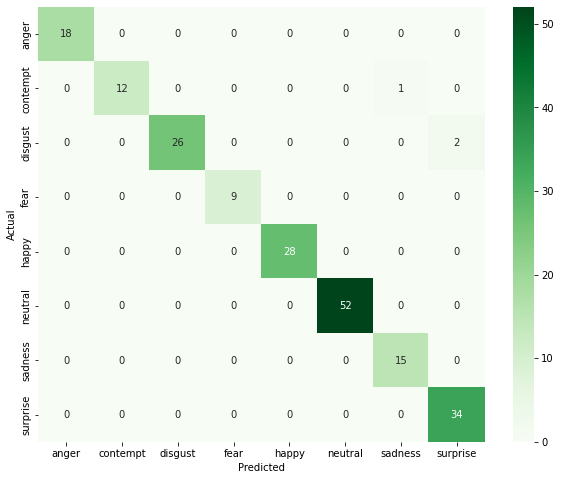 anger 18 0 0 0 0 0 0 0
contempt 0 12 0 0 0 0 1 0
disgust 0 0 26 0 0 0 0 2
fear 0 0 0 9 0 0 0 0
happy 0 0 0 0 28 0 0 0
neutral 0 0 0 0 0 52 0 0
sadness 0 0 0 0 0 0 15 0
surprise 0 0 0 0 0 0 0 34
Actual
anger contempt disgust fear happy neutral sadness surprise
Predicted
50
40
30
20
10
0